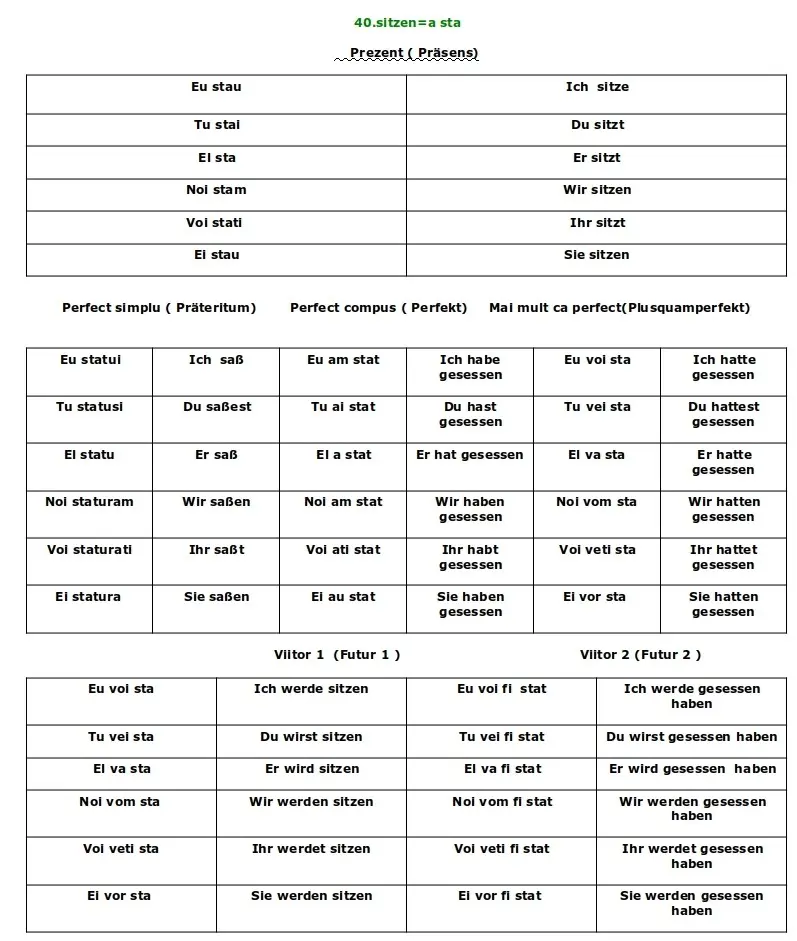 40.sitzen=a sta
Prezent ( Präsens)
Eu stau Ich sitze
Tu stai Du sitzt
El sta Er sitzt
Noi stam Wir sitzen
Voi stati Ihr sitzt
Ei stau Sie sitzen
Perfect simplu ( Präteritum) Perfect compus ( Perfekt) Mai mult ca perfect(Plusquamperfekt)
Eu statui Ich saß Eu am stat Ich habe gesessen Eu voi sta Ich hatte gesessen
Tu statusi Du saßest Tu ai stat Du hast gesessen Tu vei sta Du hattest gesessen
El statu Er saß El a stat Er hat gesessen El va sta Er hatte gesessen
Noi staturam Wir saßen Noi am stat Wir haben gesessen Noi vom sta Wir hatten gesessen
Voi staturati Ihr saßt Voi ati stat Ihr habt gesessen Voi veti sta Ihr hattet gesessen
Ei statura Sie saßen Ei au stat Sie haben gesessen Ei vor sta Sie hatten gesessen
Viitor 1 (Futur 1 ) Viitor 2 (Futur 2 )
Eu voi sta Ich werde sitzen Eu voi fi stat Ich werde gesessen haben
Tu vei sta Du wirst sitzen Tu vei fi stat Du wirst gesessen haben
El va sta Er wird sitzen El va fi stat Er wird gesessen haben
Noi vom sta Wir werden sitzen Noi vom fi stat Wir werden gesessen haben
Voi veti sta Ihr werdet sitzen Voi veti fi stat Ihr werdet gesessen haben
Ei vor sta Sie werden sitzen Ei vor fi stat Sie werden gesessen haben